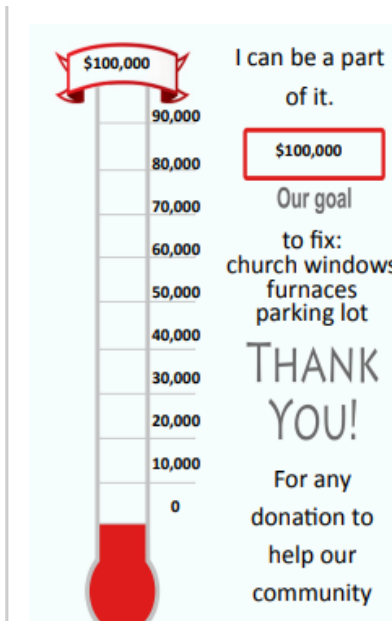 $100,000
90,000
80,000
70,000
60,000
50,000
40,000
30,000
20,000
10,000
0
I can be a part
of it.
$100,000
Our goal
to fix:
church windows
furnaces
parking lot
THANK
YOU!
For any
donation to
help our
community